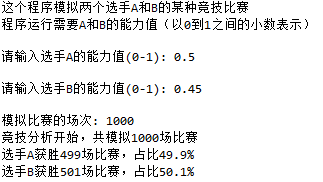 这个程序模拟两个选手A和B的某种竞技比赛
程序运行需要A和B的能力值（以0到1之间的小数表示）
请输入选手A的能力值(0-1): 0.5
请输入选手B的能力值(0-1): 0.45
模拟比赛的场次: 1000
竞技分析开始，共模拟1000场比赛
选手A获胜499场比赛，占比49.9%
选手B获胜501场比赛，占比50.1%